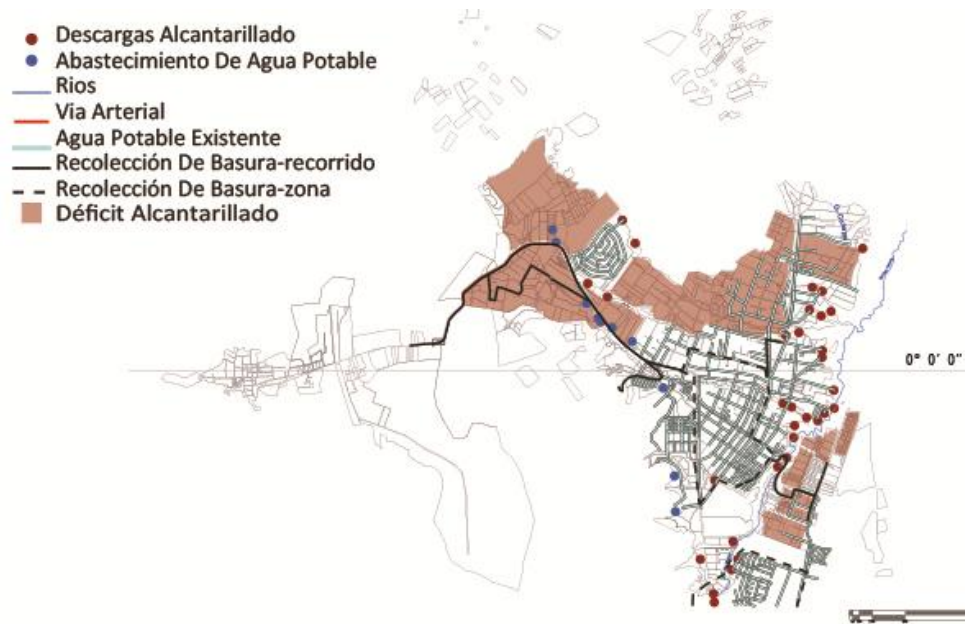 Descargas Alcantarillado
Abastecimiento De Agua Potable
Rios
Via Arterial
Agua Potable Existente
Recolección De Basura-recorrido
Recolección De Basura-zona
Déficit Alcantarillado
0° 0' 0"